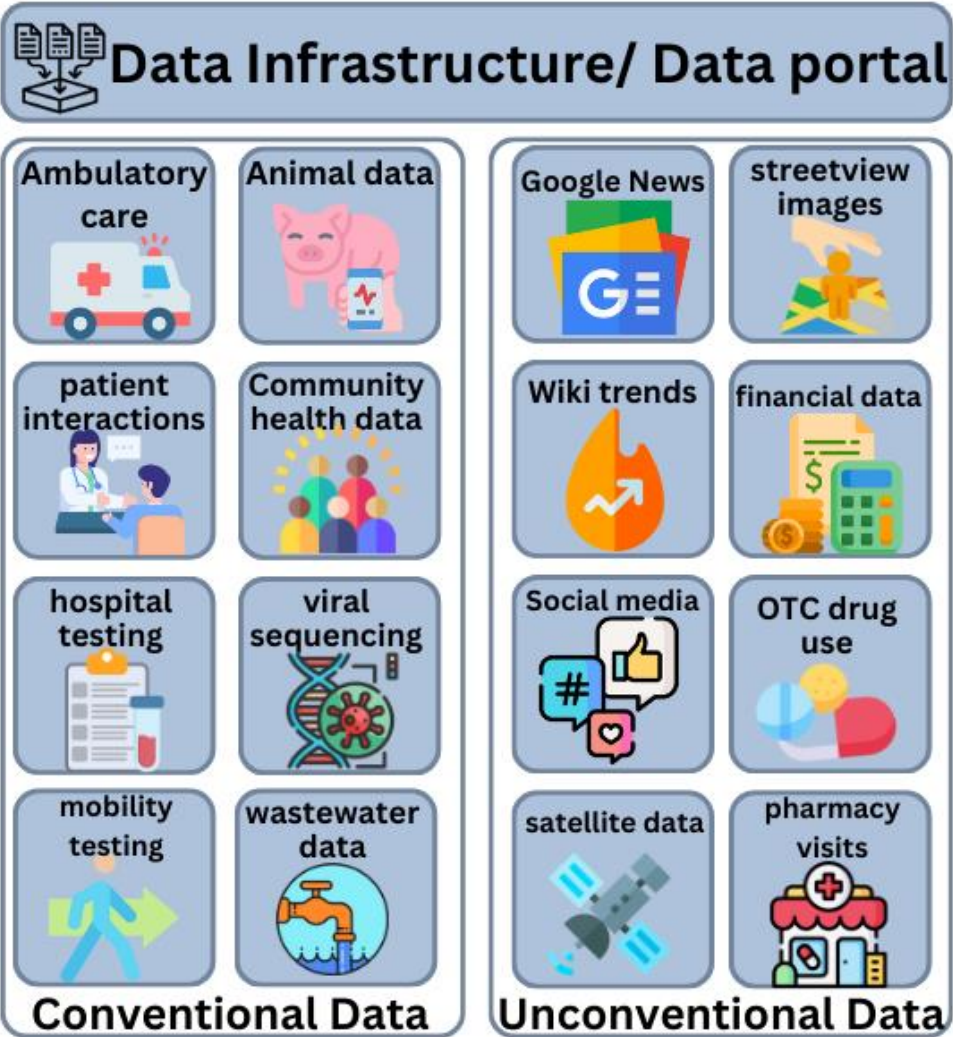 Data Infrastructure/ Data portal
Ambulatory
care
Animal data
patient
interactions
Community
health data
hospital
testing
viral
sequencing
mobility
testing
wastewater
data
Conventional Data
Google News
G
streetview
images
Wiki trends
financial data
$
$
Social media
#
OTC drug
use
satellite data
pharmacy
visits
Unconventional Data